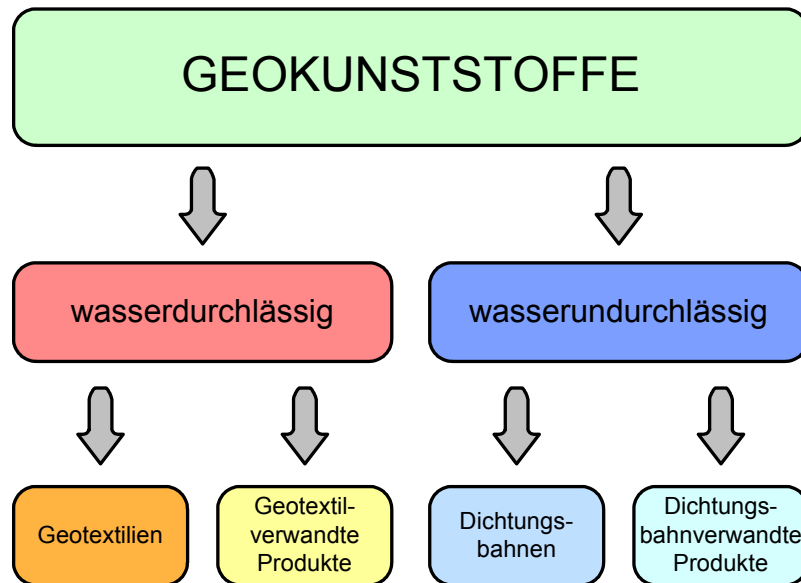 GEOKUNSTSTOFFE
wasserdurchlässig
wasserundurchlässig
Geotextilien
Geotextil-
verwandte
Produkte
Dichtungs-
bahnen
Dichtungs-
bahnverwandte
Produkte